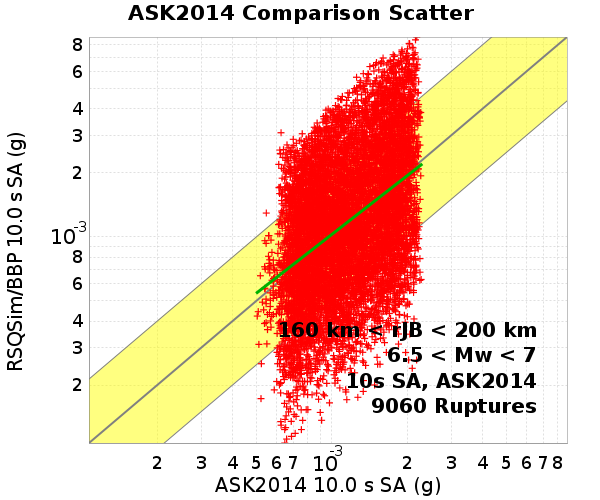 ASK2014 Comparison Scatter
RSQSim/BBP 10.0 s SA (g)
8
6
4
3
2
10⁻³
8
6
4
3
2
160 km < rJB < 200 km
6.5 < Mw < 7
10s SA, ASK2014
9060 Ruptures
2 3 4 5 6 7 10⁻³ 2 3 4 5 6 7 8
ASK2014 10.0 s SA (g)